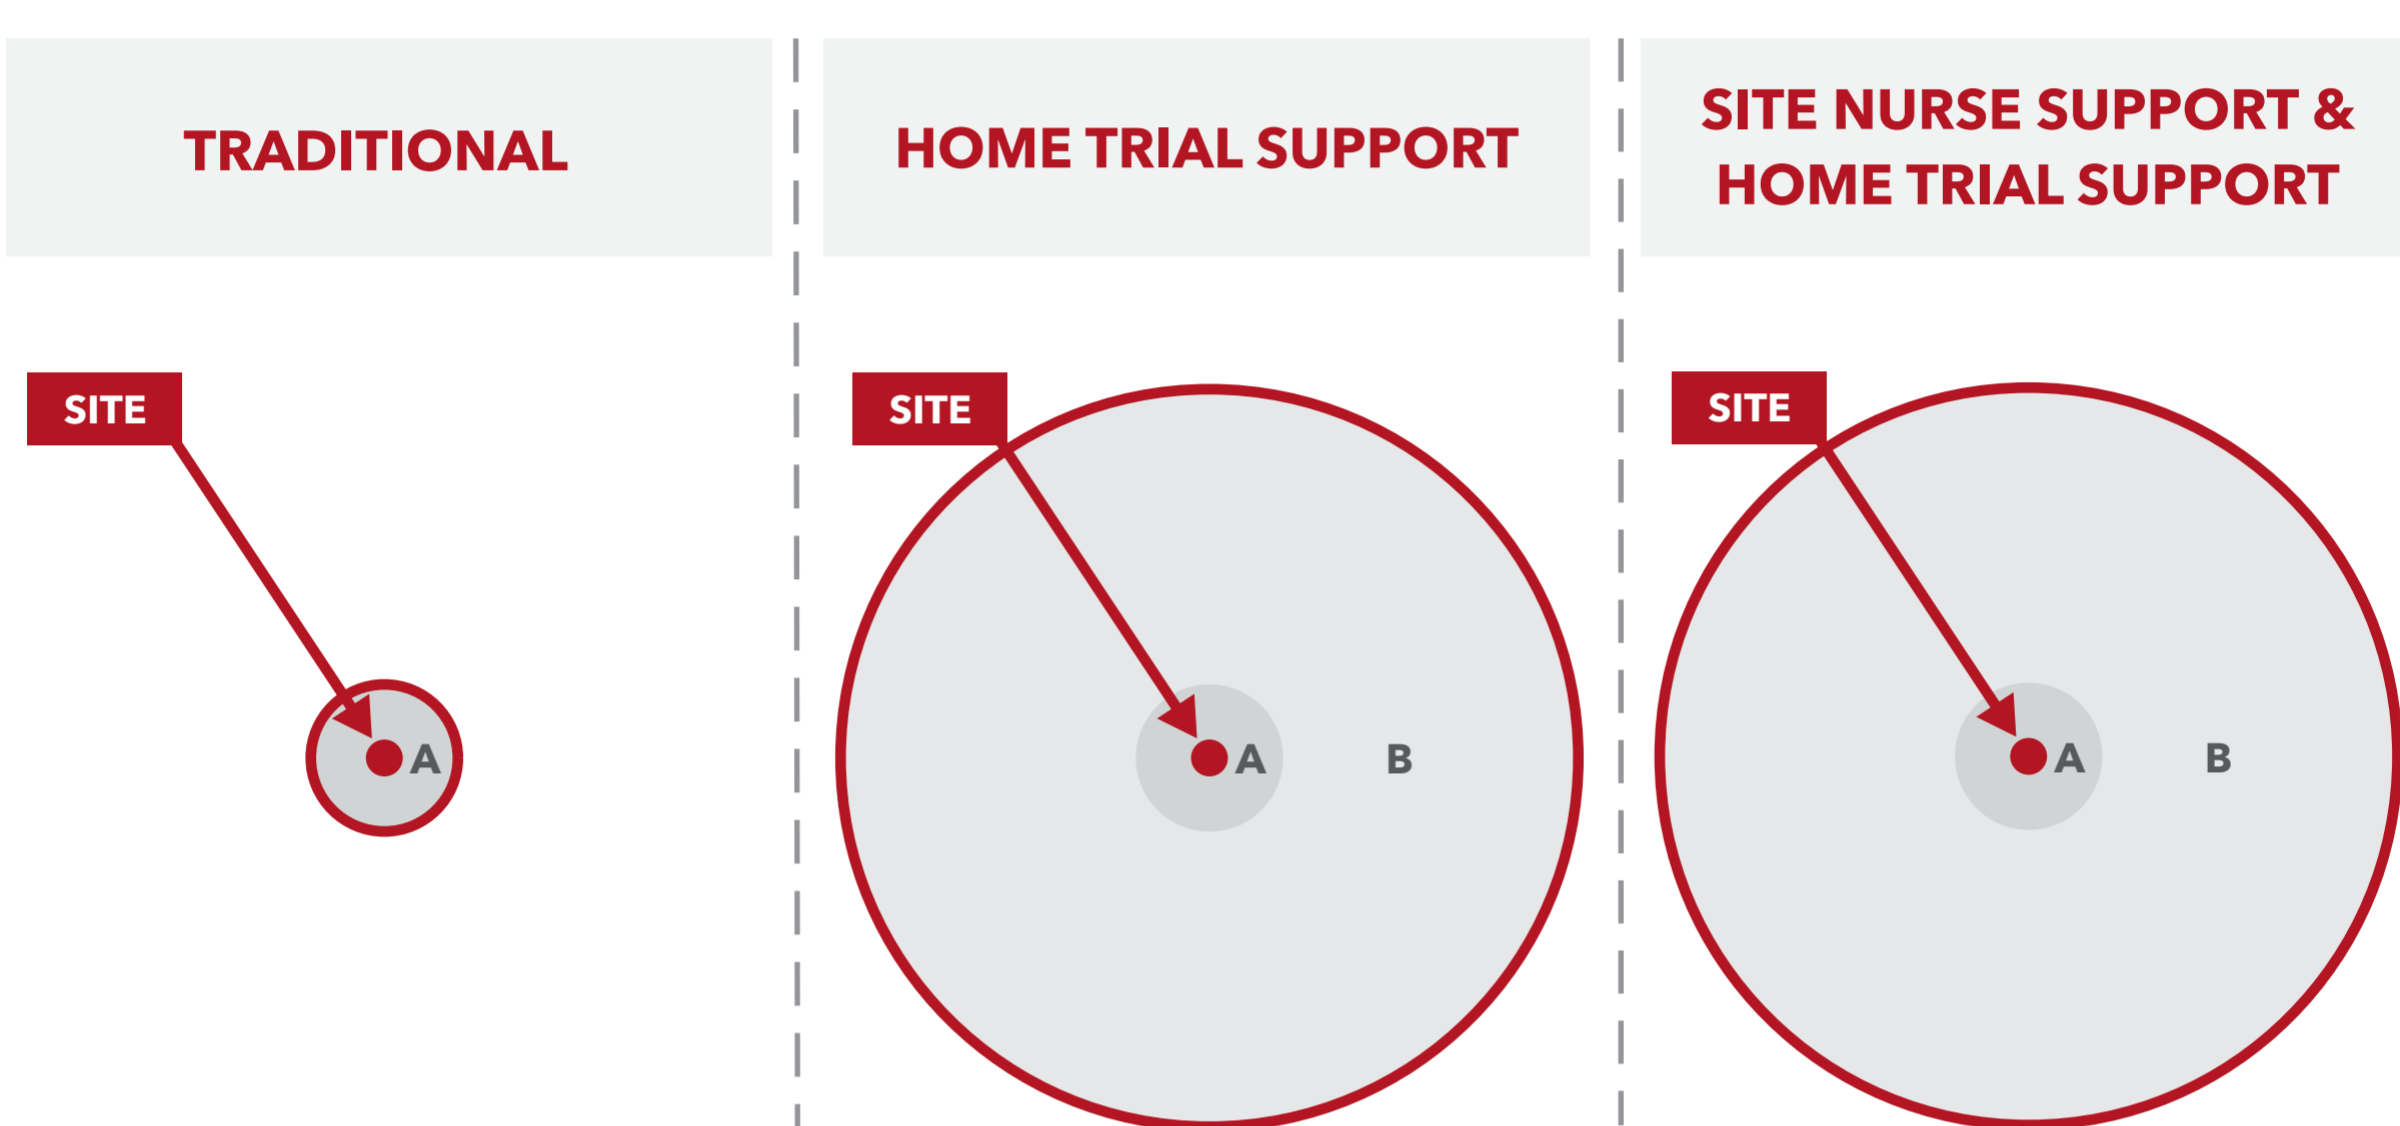 TRADITIONAL
HOME TRIAL SUPPORT
SITE NURSE SUPPORT &
HOME TRIAL SUPPORT
SITE
A
SITE
A
B
SITE
A
B